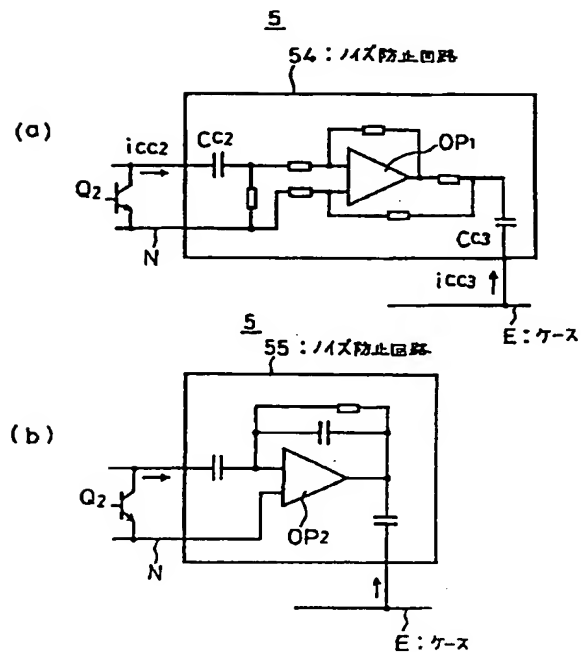 5
54:ノイズ防止回路
(a)
icc2
Cc2
OP1
Q2
N
Cc3
icc3
E:ケース
5
55:ノイズ防止回路
(b)
Q2
OP2
N
E:ケース